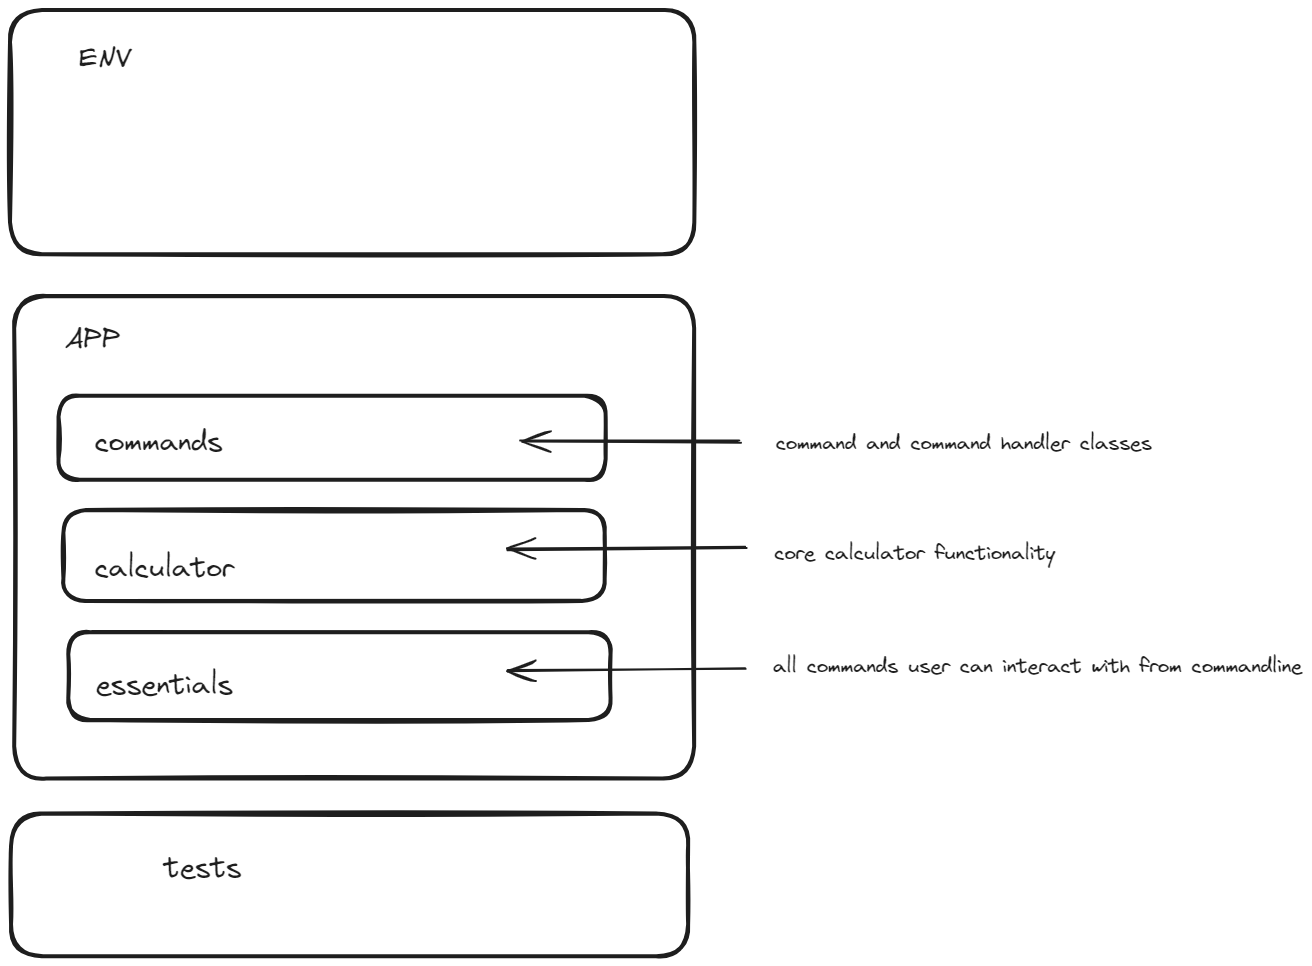 ENV
APP
commands
command and command handler classes
calculator
core calculator functionality
essentials
all commands user can interact with from commandline
tests